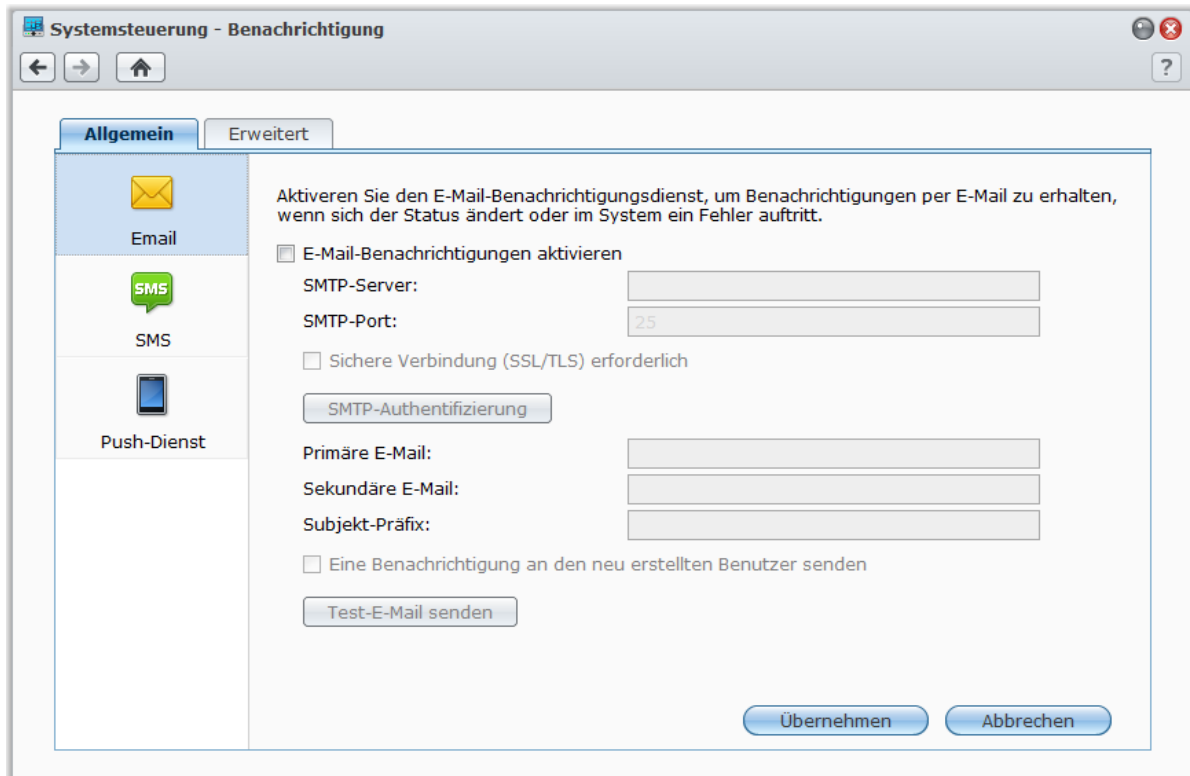 Systemsteuerung - Benachrichtigung
?
Allgemein
Erweitert
Email
SMS
SMS
Push-Dienst
Aktiveren Sie den E-Mail-Benachrichtigungsdienst, um Benachrichtigungen per E-Mail zu erhalten,
wenn sich der Status ändert oder im System ein Fehler auftritt.
E-Mail-Benachrichtigungen aktivieren
SMTP-Server:
SMTP-Port:
25
Sichere Verbindung (SSL/TLS) erforderlich
SMTP-Authentifizierung
Primäre E-Mail:
Sekundäre E-Mail:
Subjekt-Präfix:
Eine Benachrichtigung an den neu erstellten Benutzer senden
Test-E-Mail senden
Übernehmen
Abbrechen